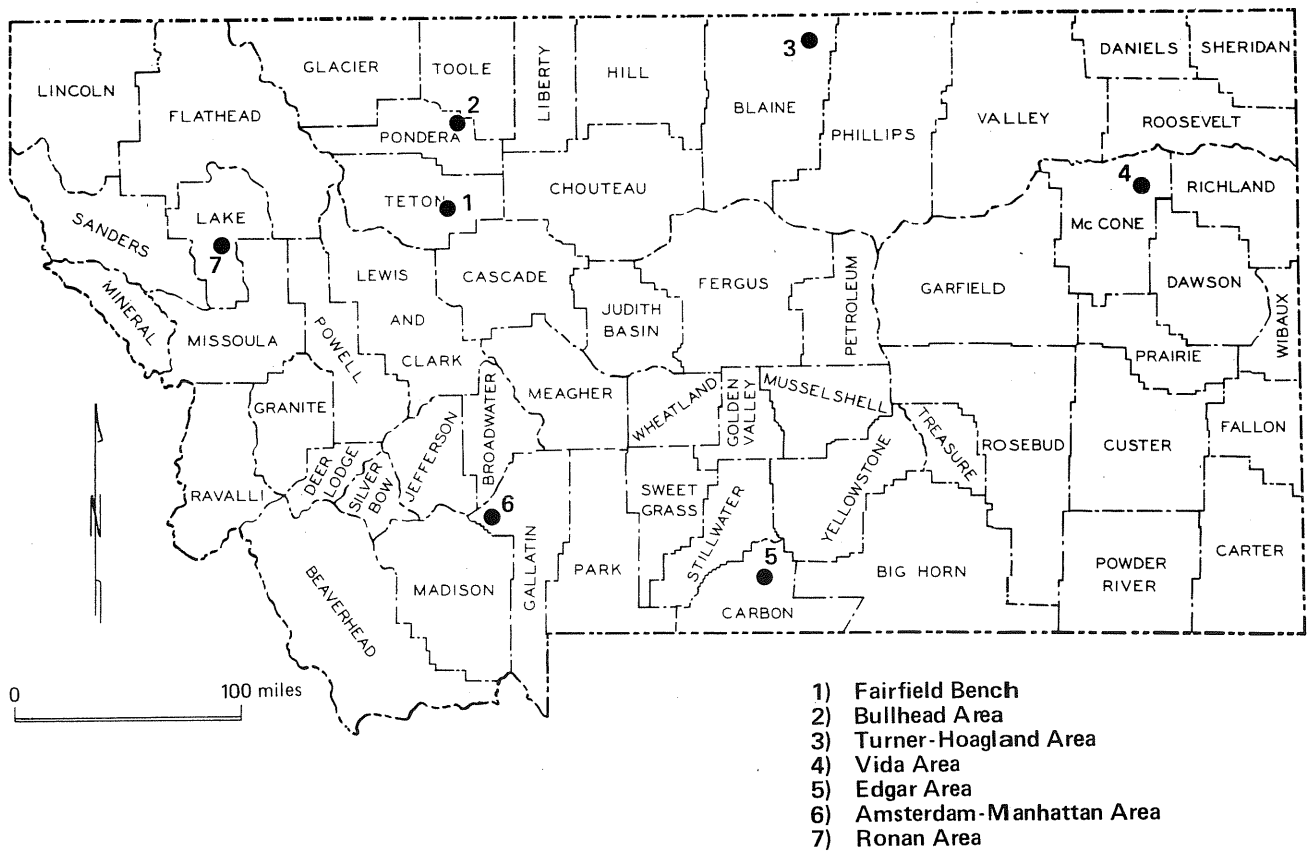 LINCOLN
FLATHEAD
GLACIER
TOOLE
LIBERTY
HILL
BLAINE
3
PHILLIPS
VALLEY
DANIELS
SHERIDAN
ROOSEVELT
2
PONDERA
CHOUTEAU
TETON
1
SANDERS
LAKE
7
MINERAL
MISSOULA
POWELL
LEWIS
AND
CLARK
CASCADE
JUDITH
BASIN
FERGUS
PETROLEUM
GARFIELD
4
Mc CONE
RICHLAND
DAWSON
WIBAUX
PRAIRIE
GRANITE
RAVALLI
DEER
LODGE
SILVER
BOW
JEFFERSON
BROADWATER
MEAGHER
WHEATLAND
GOLDEN
VALLEY
MUSSELSHELL
TREASURE
ROSEBUD
CUSTER
FALLON
6
SWEET
GRASS
STILLWATER
YELLOWSTONE
BEAVERHEAD
MADISON
GALLATIN
PARK
5
CARBON
BIG HORN
POWDER
RIVER
CARTER
N
0 100 miles
1) Fairfield Bench
2) Bullhead Area
3) Turner-Hoagland Area
4) Vida Area
5) Edgar Area
6) Amsterdam-Manhattan Area
7) Ronan Area